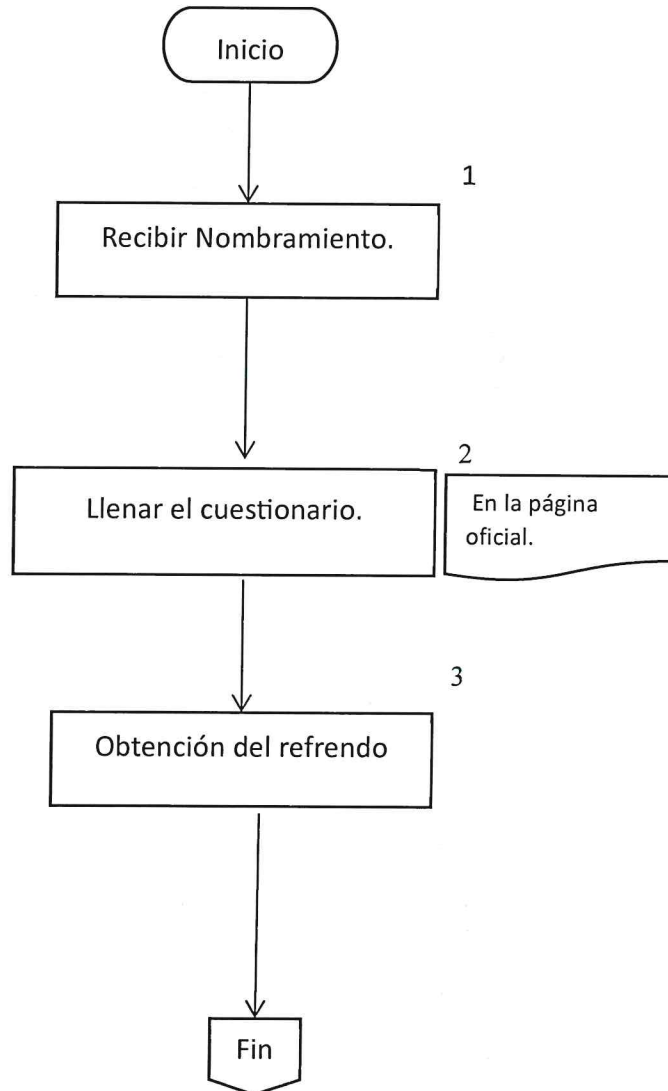 Inicio
1
Recibir Nombramiento.
2
Llenar el cuestionario.
En la página
oficial.
3
Obtención del refrendo
Fin